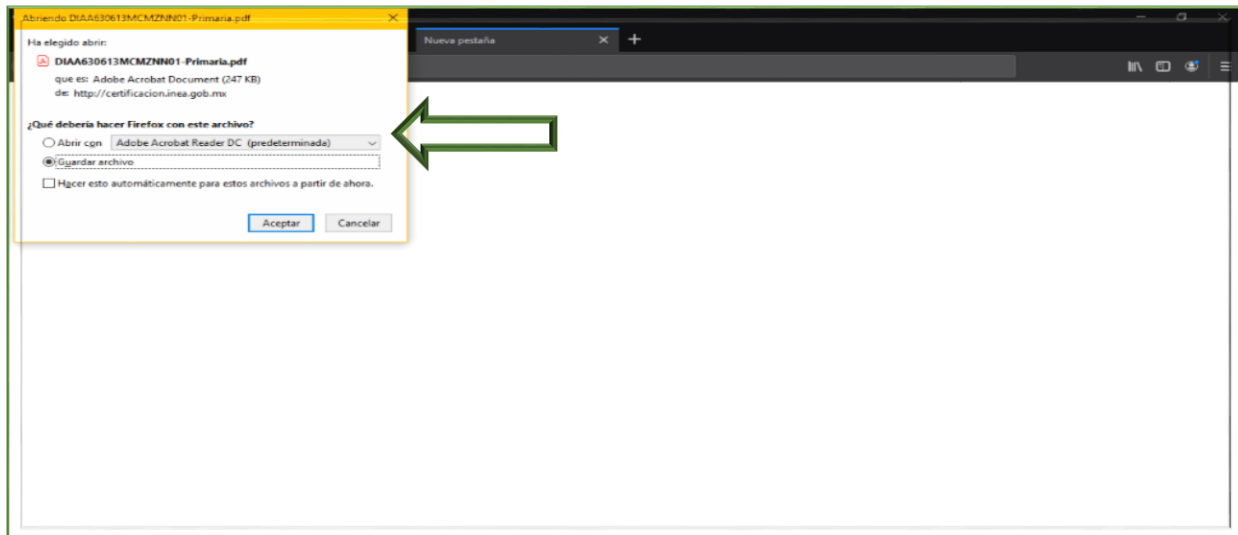 Abriendo DIAA630613MCMZNN01-Primaria.pdf
Nueva pestaña
Ha elegido abrir:
DIAA630613MCMZNN01-Primaria.pdf
que es: Adobe Acrobat Document (247 KB)
de: http://certificacion.inea.gob.mx
¿Qué debería hacer Firefox con este archivo?
Abrir con Adobe Acrobat Reader DC (predeterminada)
Guardar archivo
Hacer esto automáticamente para estos archivos a partir de ahora.
Aceptar Cancelar